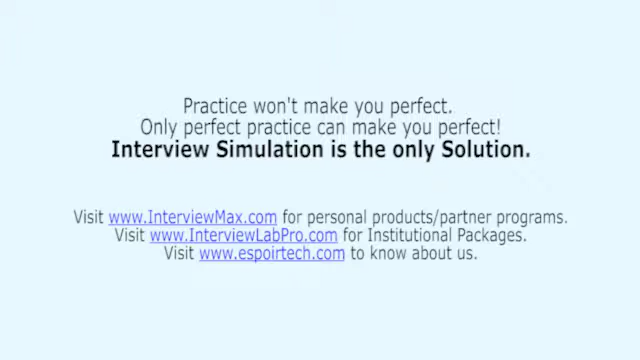 Practice won't make you perfect.
Only perfect practice can make you perfect!
Interview Simulation is the only Solution.
Visit www.InterviewMax.com for personal products/partner programs.
Visit www.InterviewLabPro.com for Institutional Packages.
Visit www.espoirtech.com to know about us.